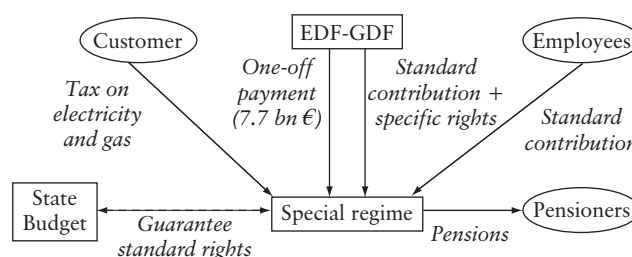 Customer
EDF-GDF
Employees
Tax on
electricity
and gas
One-off
payment
(7.7 bn €)
Standard
contribution +
specific rights
Standard
contribution
State
Budget
Guarantee
standard rights
Special regime
Pensions
Pensioners